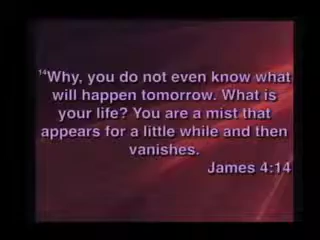 14Why, you do not even know what
will happen tomorrow. What is
your life? You are a mist that
appears for a little while and then
vanishes.
James 4:14